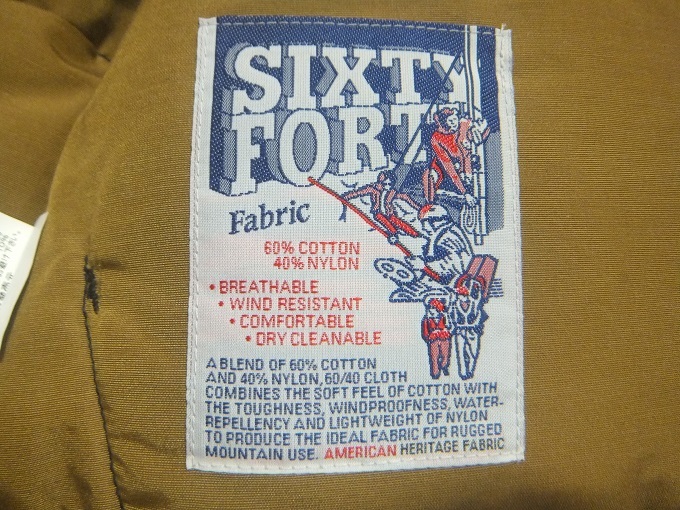 SIXTY
FORTY
Fabric
60% COTTON
40% NYLON
• BREATHABLE
• WIND RESISTANT
• COMFORTABLE
• DRY CLEANABLE
A BLEND OF 60% COTTON
AND 40% NYLON, 60/40 CLOTH
COMBINES THE SOFT FEEL OF COTTON WITH
THE TOUGHNESS, WINDPROOFNESS, WATER-
REPELLENCY AND LIGHTWEIGHT OF NYLON
TO PRODUCE THE IDEAL FABRIC FOR RUGGED
MOUNTAIN USE. AMERICAN HERITAGE FABRIC